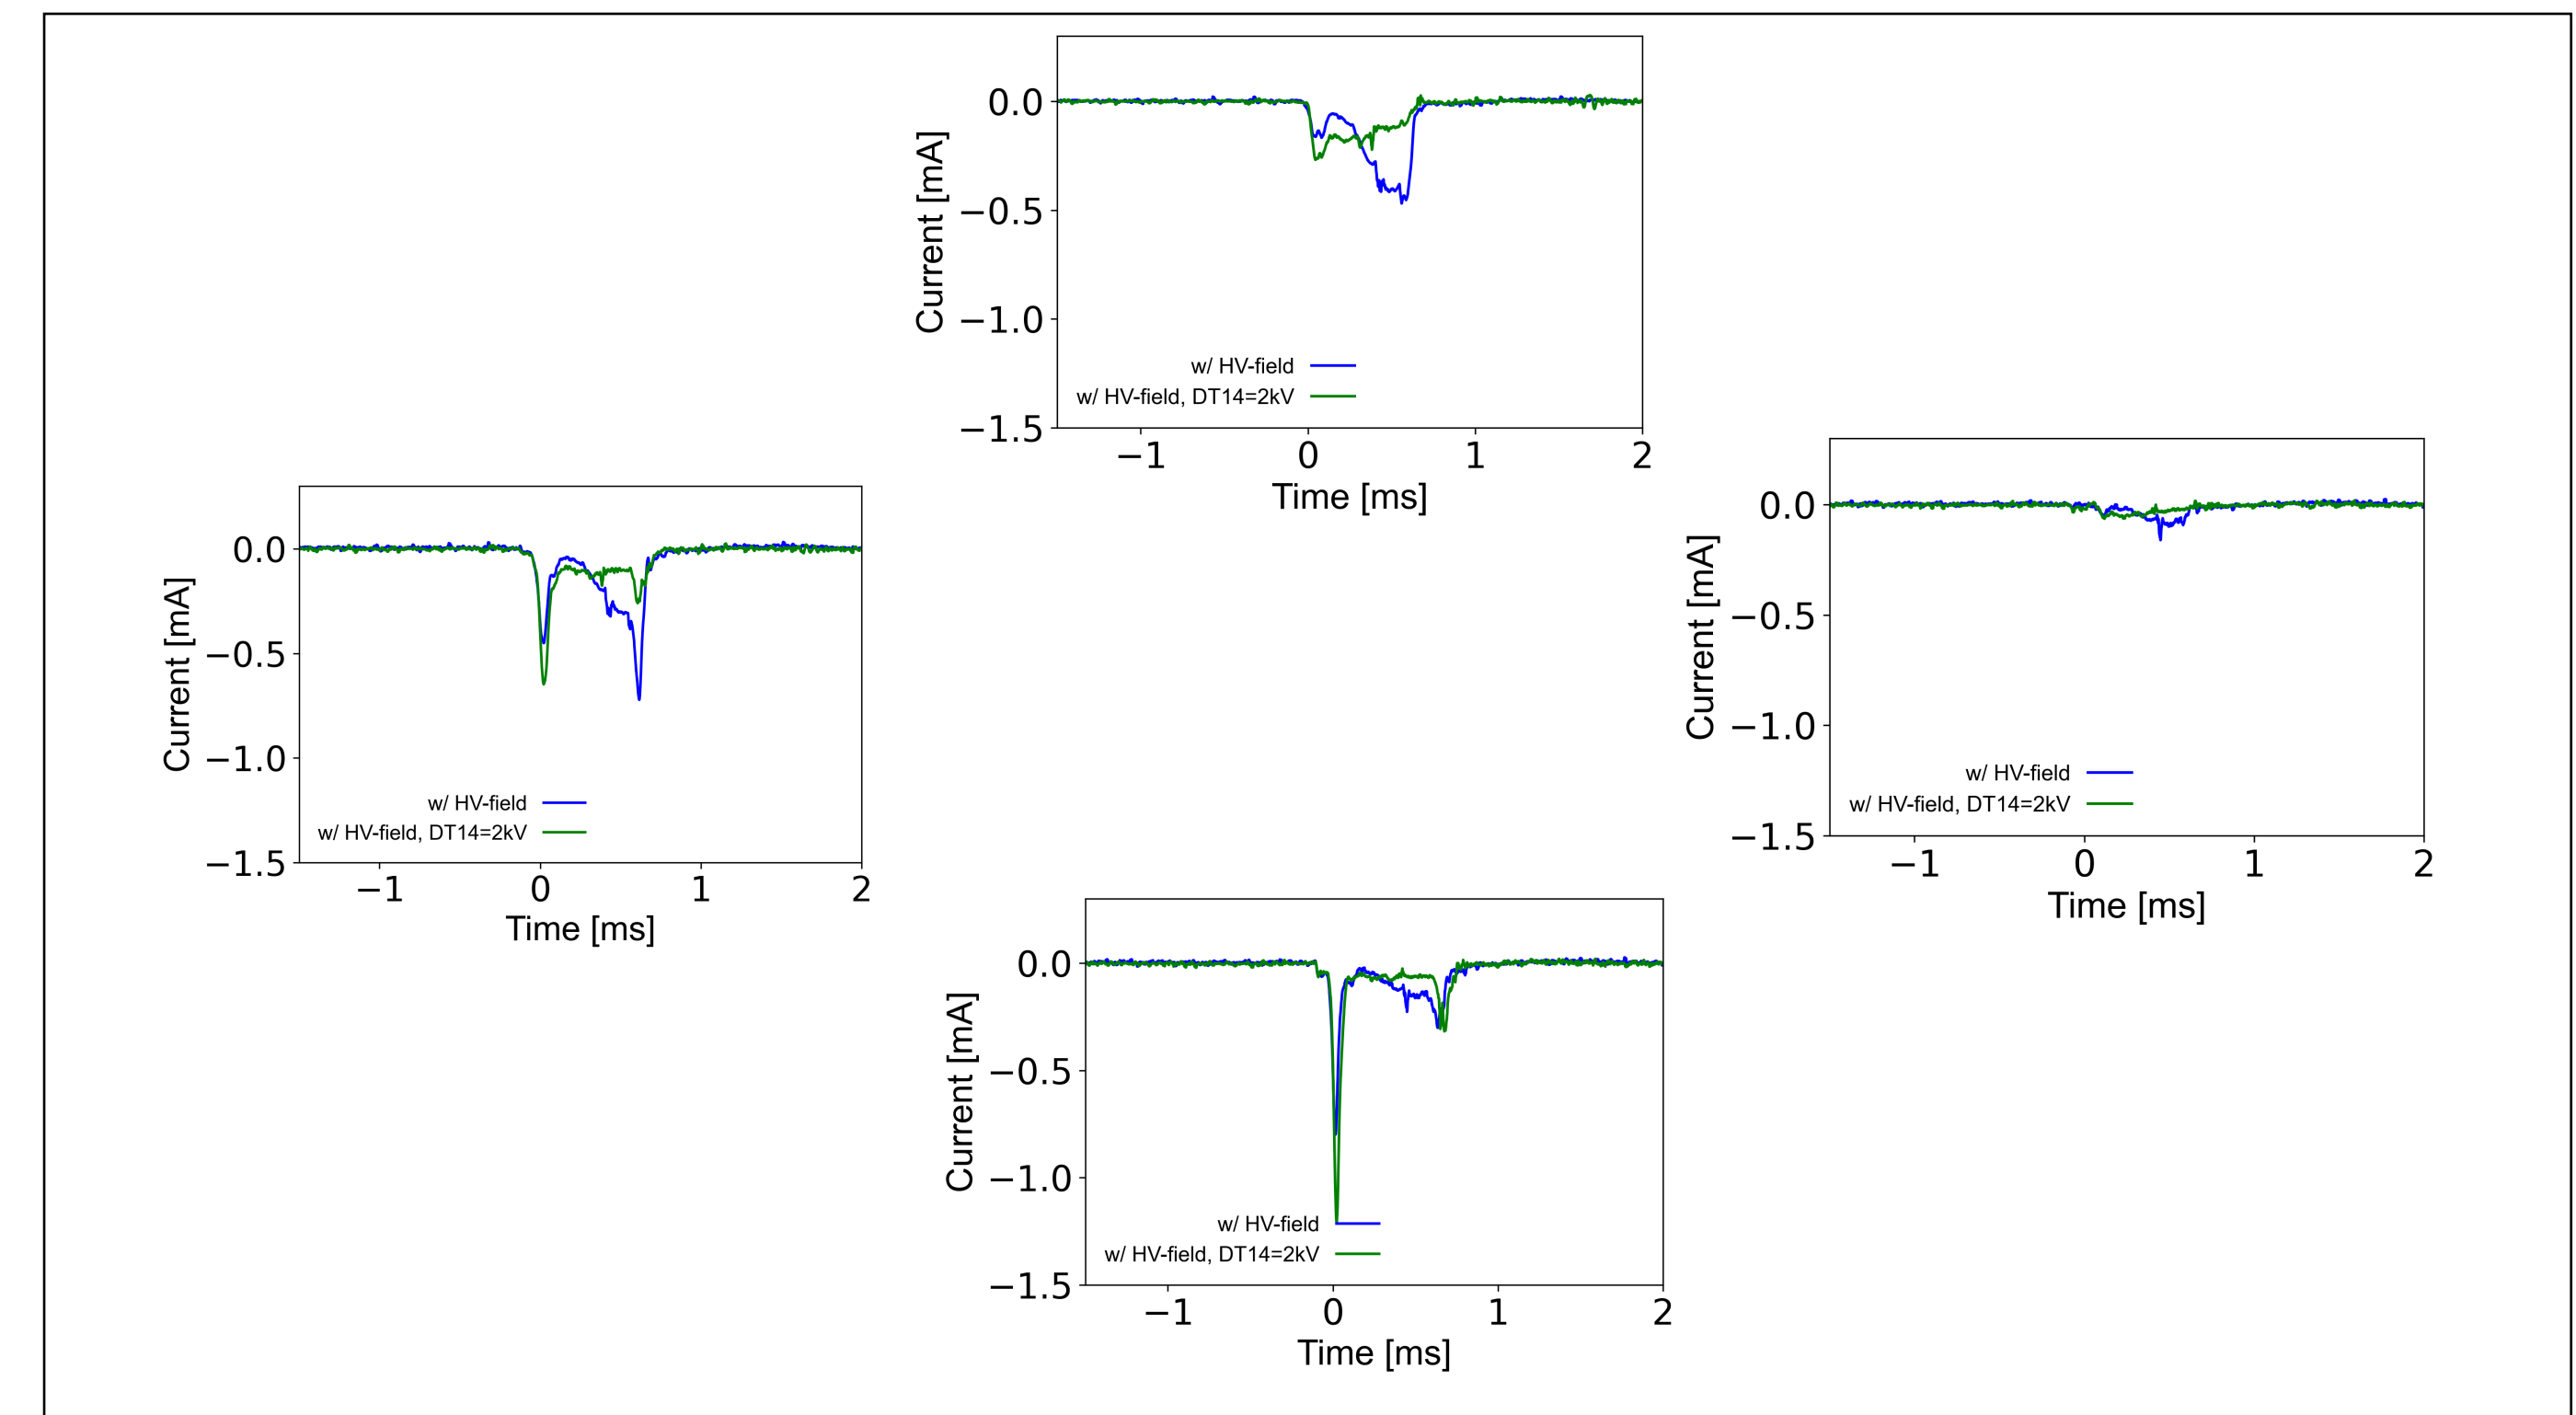 0.0
−0.5
−1.0
−1.5
Current [mA]
w/ HV-field
w/ HV-field, DT14=2kV
−1 0 1 2
Time [ms]
0.0
−0.5
−1.0
−1.5
Current [mA]
w/ HV-field
w/ HV-field, DT14=2kV
−1 0 1 2
Time [ms]
0.0
−0.5
−1.0
−1.5
Current [mA]
w/ HV-field
w/ HV-field, DT14=2kV
−1 0 1 2
Time [ms]
0.0
−0.5
−1.0
−1.5
Current [mA]
w/ HV-field
w/ HV-field, DT14=2kV
−1 0 1 2
Time [ms]